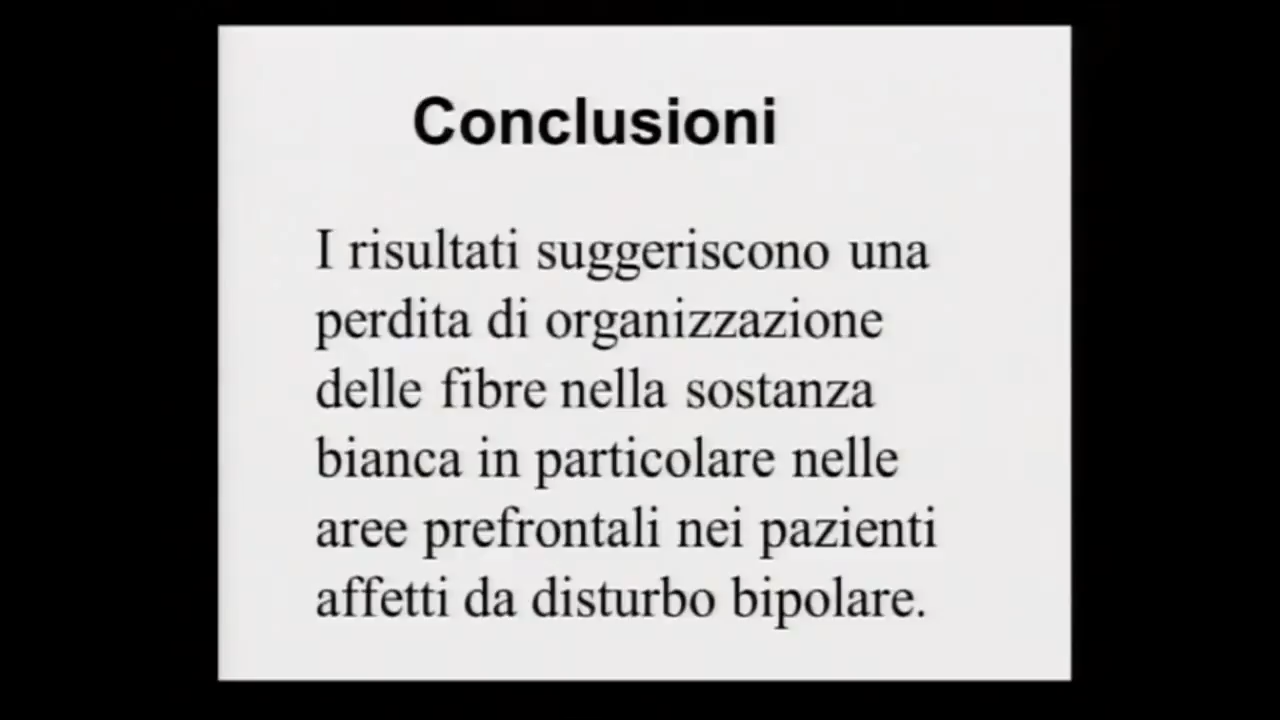 Conclusioni
I risultati suggeriscono una
perdita di organizzazione
delle fibre nella sostanza
bianca in particolare nelle
aree prefrontali nei pazienti
affetti da disturbo bipolare.